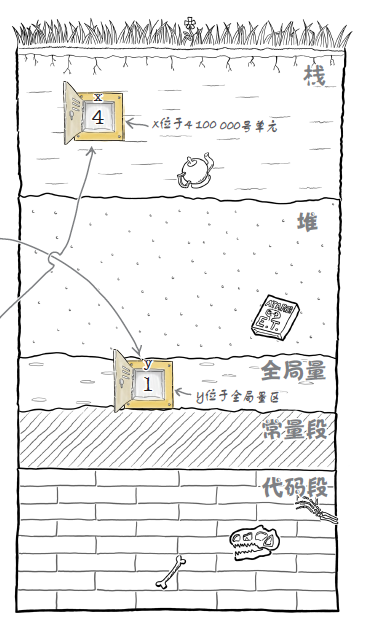 栈
x
4
x位于4 100 000号单元
堆
ATARI
E.T.
全局量
y
1
y位于全局量区
常量段
代码段